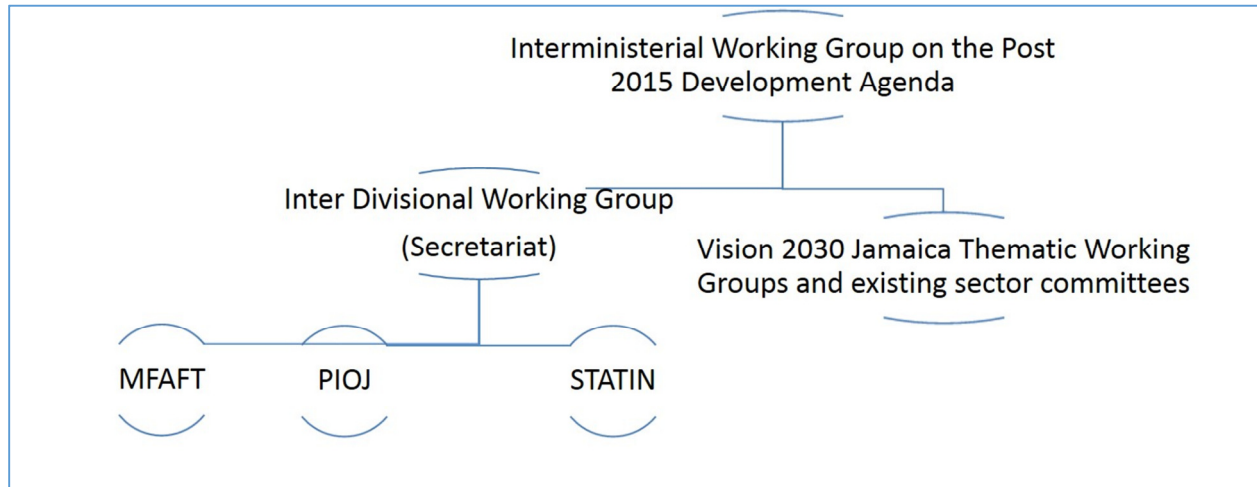 Interministerial Working Group on the Post
2015 Development Agenda
Inter Divisional Working Group
(Secretariat)
Vision 2030 Jamaica Thematic Working
Groups and existing sector committees
MFAFT
PIOJ
STATIN